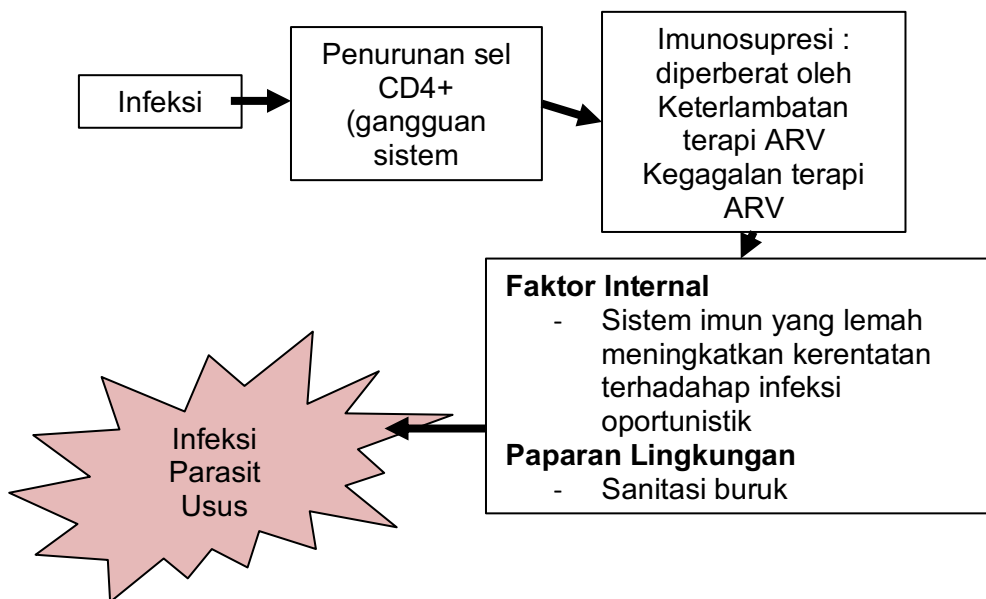 Infeksi
Penurunan sel
CD4+
(gangguan
sistem
Imunosupresi :
diperberat oleh
Keterlambatan
terapi ARV
Kegagalan terapi
ARV
Faktor Internal
- Sistem imun yang lemah
meningkatkan kerentatan
terhadahap infeksi
oportunistik
Paparan Lingkungan
- Sanitasi buruk
Infeksi
Parasit
Usus